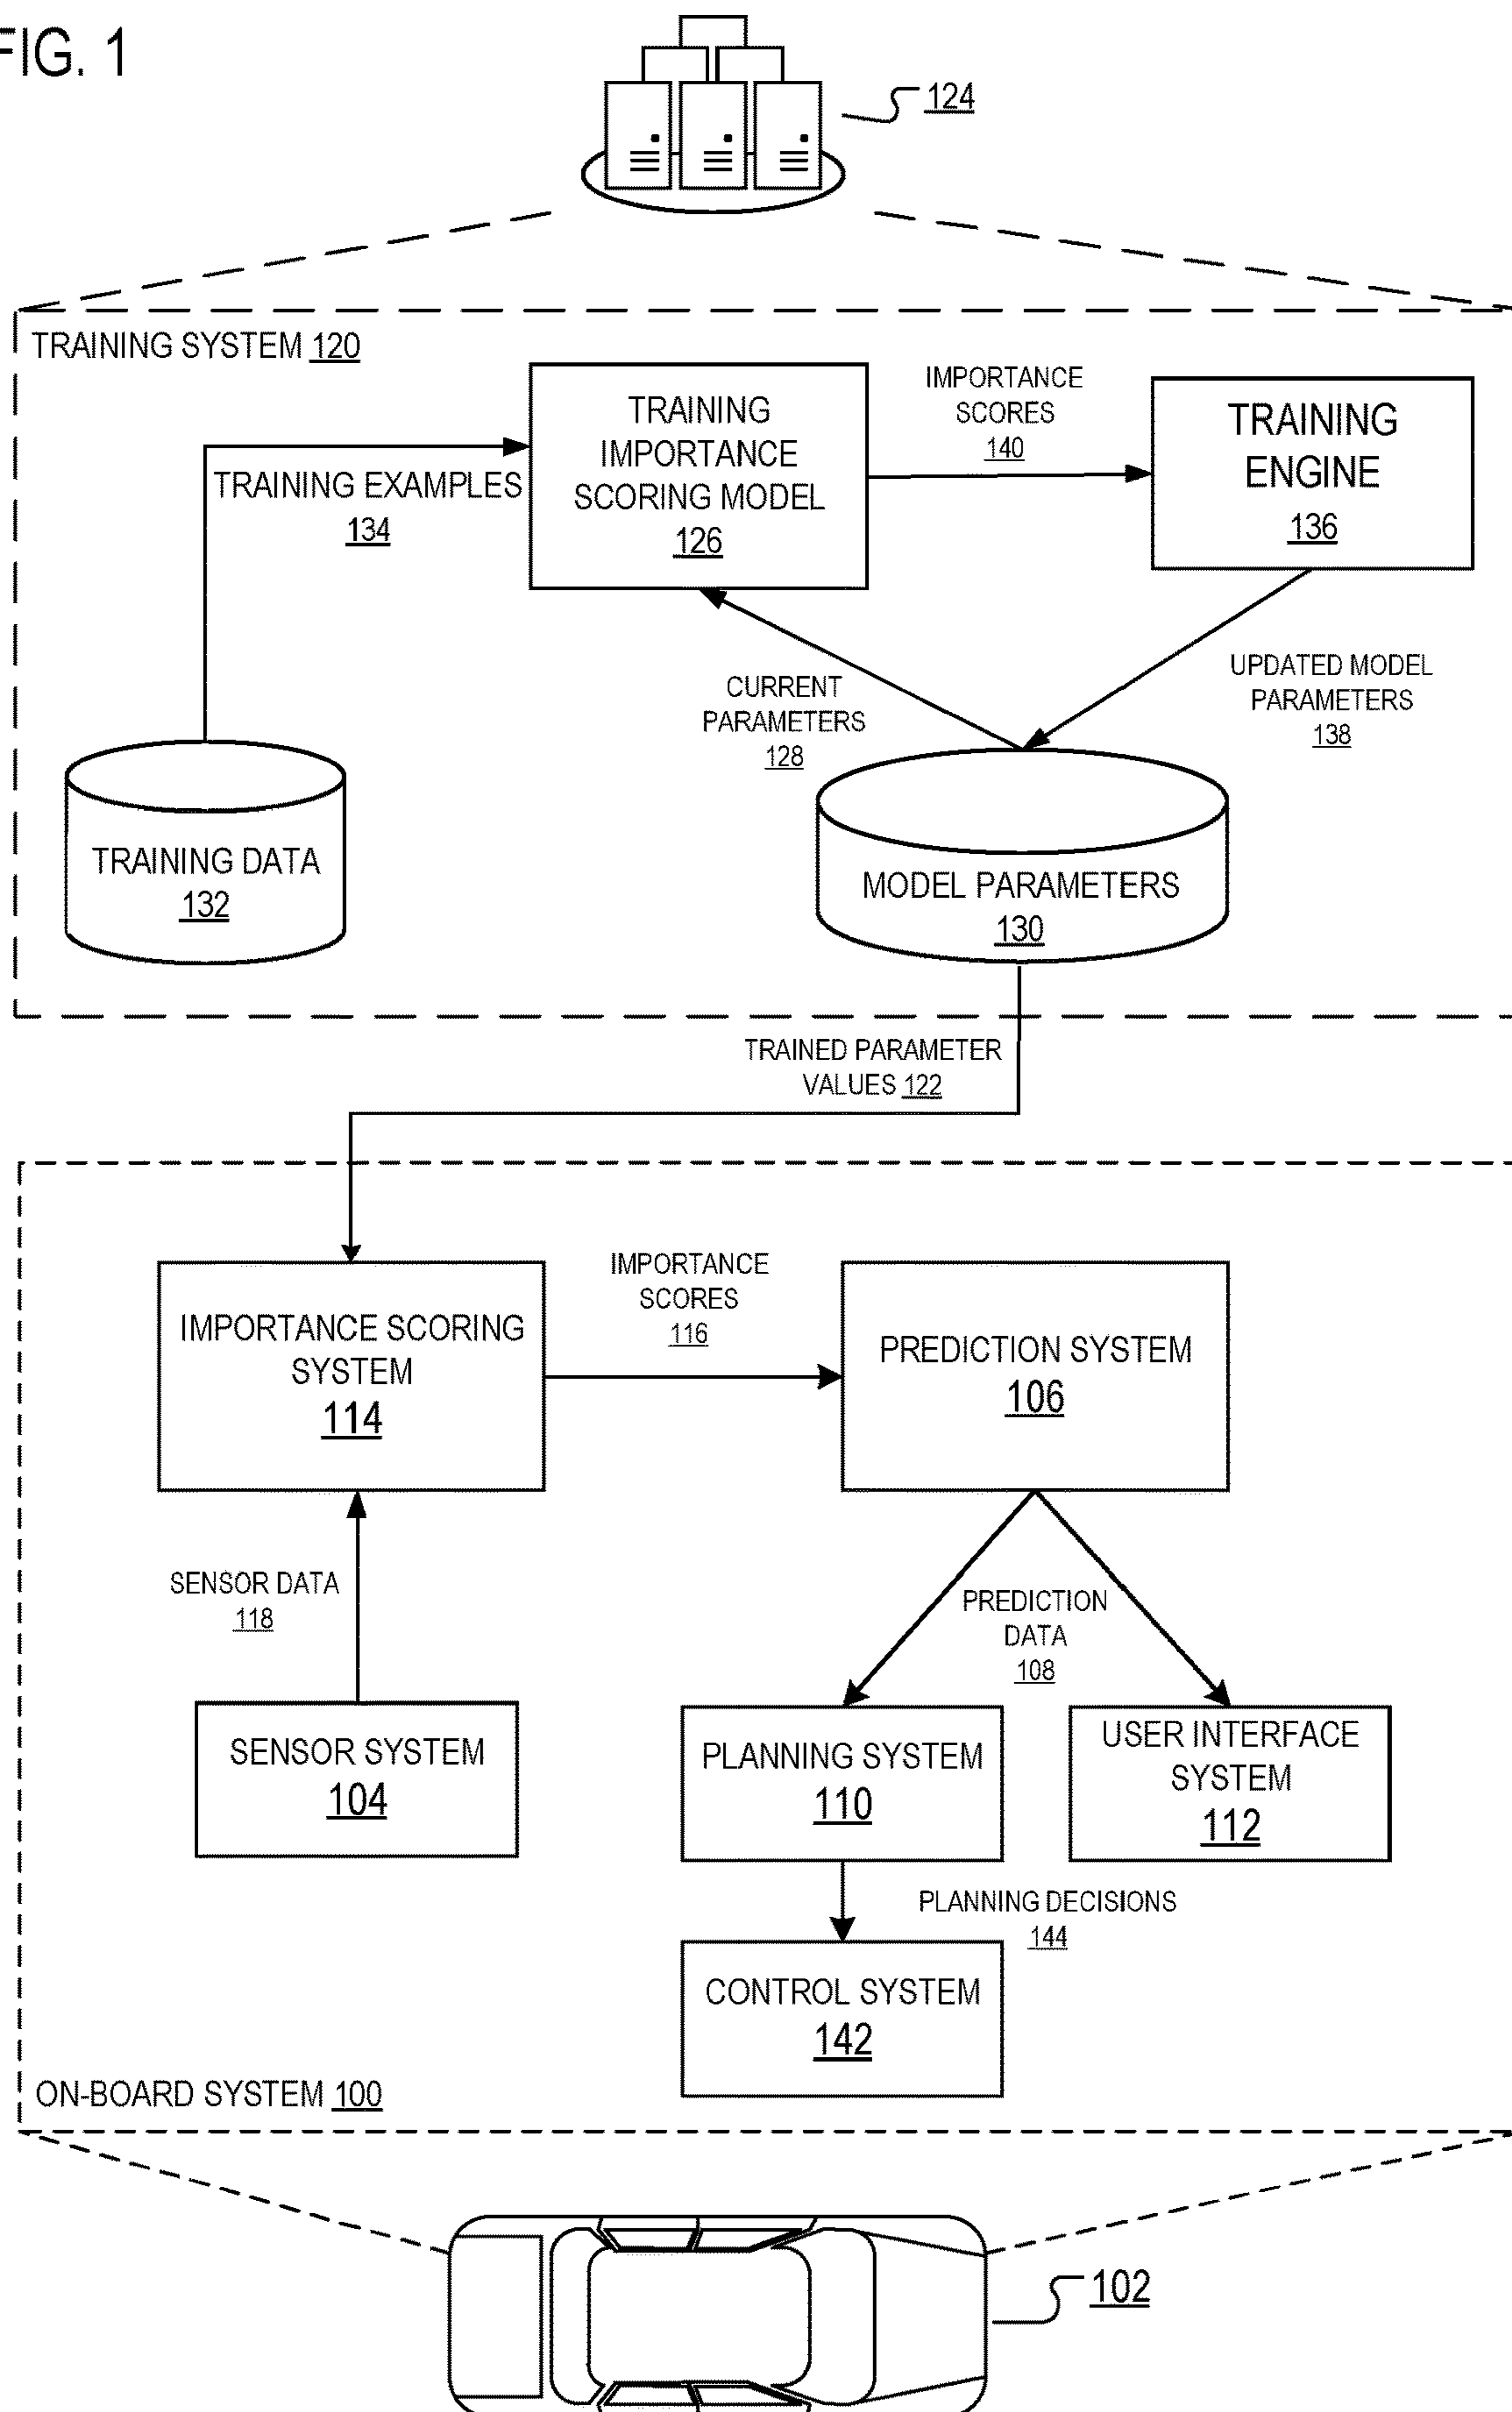 FIG. 1
124
TRAINING SYSTEM 120
TRAINING
IMPORTANCE
SCORING MODEL
126
IMPORTANCE
SCORES
140
TRAINING
ENGINE
136
TRAINING EXAMPLES
134
CURRENT
PARAMETERS
128
UPDATED MODEL
PARAMETERS
138
TRAINING DATA
132
MODEL PARAMETERS
130
TRAINED PARAMETER
VALUES 122
IMPORTANCE SCORING
SYSTEM
114
IMPORTANCE
SCORES
116
PREDICTION SYSTEM
106
SENSOR DATA
118
PREDICTION
DATA
108
SENSOR SYSTEM
104
PLANNING SYSTEM
110
USER INTERFACE
SYSTEM
112
PLANNING DECISIONS
144
CONTROL SYSTEM
142
ON-BOARD SYSTEM 100
102